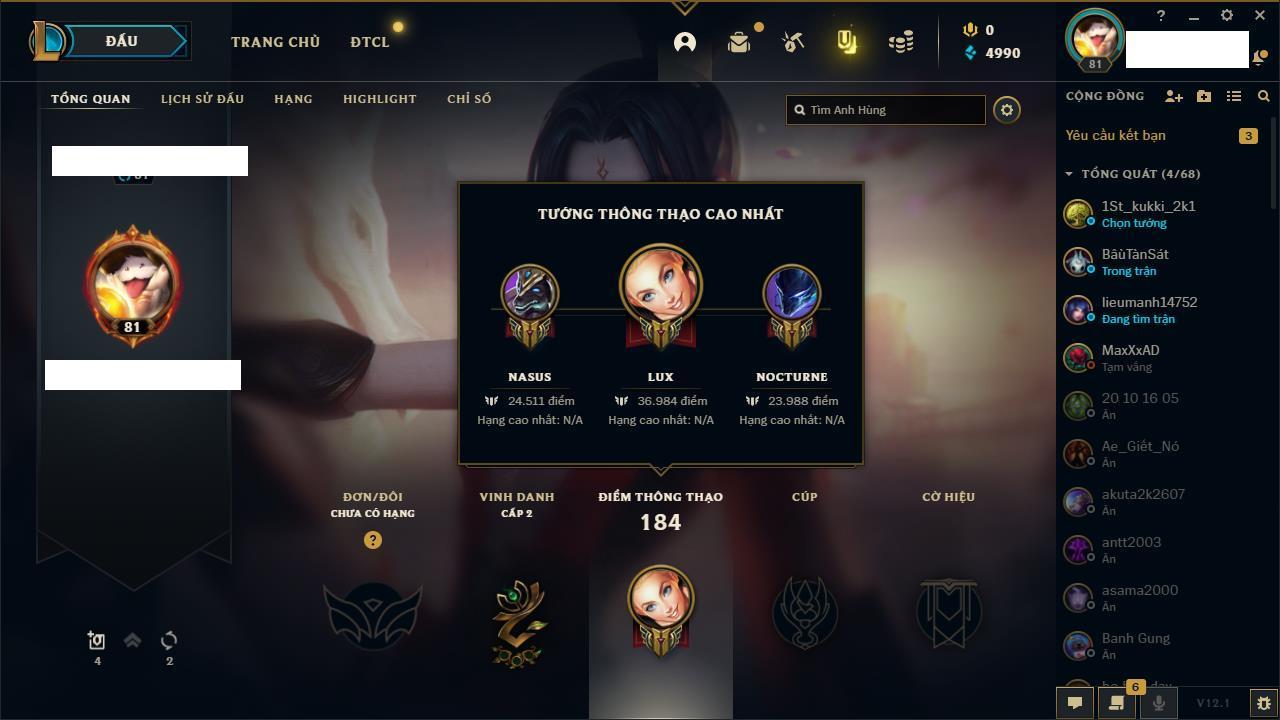 ĐẤU
TRANG CHỦ
ĐTCL
0
4990
81
TỔNG QUAN
LỊCH SỬ ĐẤU
HẠNG
HIGHLIGHT
CHỈ SỐ
Tìm Anh Hùng
81
81
TƯỚNG THÔNG THẠO CAO NHẤT
NASUS
LUX
NOCTURNE
24.511 điểm
36.984 điểm
23.988 điểm
Hạng cao nhất: N/A
Hạng cao nhất: N/A
Hạng cao nhất: N/A
ĐƠN/ĐÔI
CHƯA CÓ HẠNG
?
VINH DANH
CẤP 2
ĐIỂM THÔNG THẠO
184
CÚP
CỜ HIỆU
4
2
CỘNG ĐỒNG
Yêu cầu kết bạn
3
TỔNG QUÁT (4/68)
1St_kukki_2k1
Chọn tướng
BâùTànSát
Trong trận
lieumanh14752
Đang tìm trận
MaxXxAD
Tạm vắng
20 10 16 05
Ẩn
Ae_Giết_Nó
Ẩn
akuta2k2607
Ẩn
antt2003
Ẩn
asama2000
Ẩn
Banh Gung
Ẩn
6
V12.1